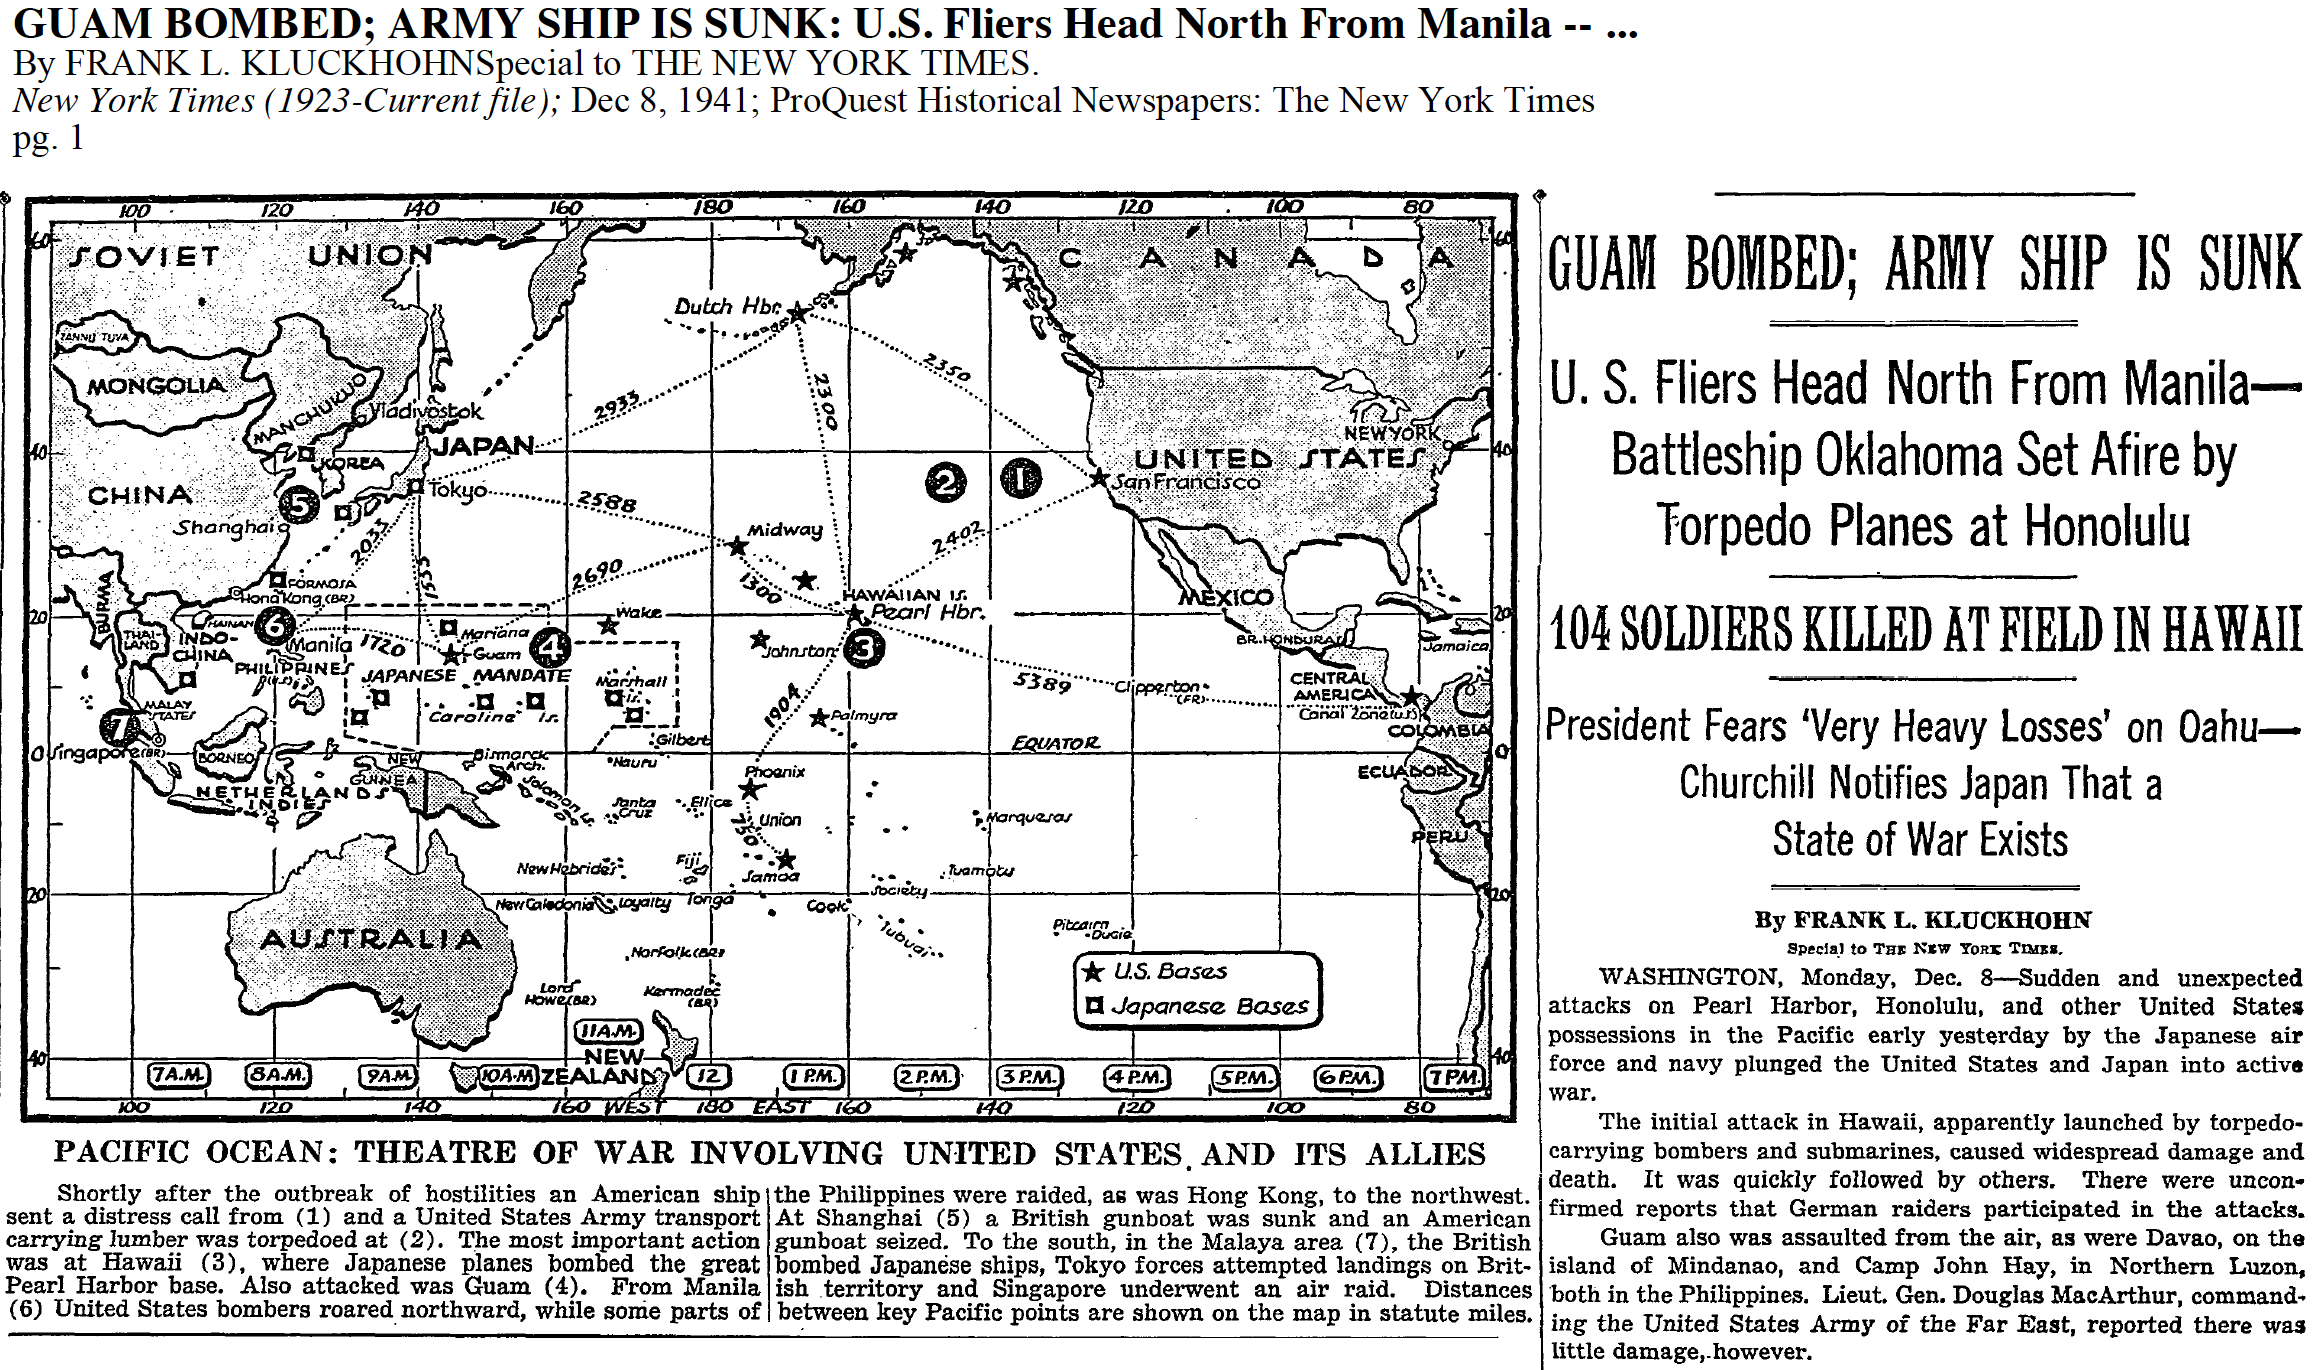 GUAM BOMBED; ARMY SHIP IS SUNK: U.S. Fliers Head North From Manila -- ...
By FRANK L. KLUCKHOHNSpecial to THE NEW YORK TIMES.
New York Times (1923-Current file); Dec 8, 1941; ProQuest Historical Newspapers: The New York Times
pg. 1
100 120 140 160 180 160 140 120 100 80
60 60
SOVIET UNION
CANADA
TANNU TUVA
MONGOLIA
MANCHUKUO
Vladivostok
Dutch Hbr.
2933
2300
2350
40 40
JAPAN
KOREA
CHINA
Tokyo
5
Shanghai
2033
1555
2588
Midway
2690
1300
2 1
2402
NEW YORK
UNITED STATES
San Francisco
FORMOSA
Hong Kong (BR)
BURMA
HAINAN
THAI-
LAND
INDO-
CHINA
6
Manila
PHILIPPINES
(U.S.)
1720
Mariana
Guam
4
Wake
HAWAIIAN IS.
Pearl Hbr.
Johnston
3
20 20
MEXICO
BR. HONDURAS
Jamaica
JAPANESE MANDATE
Caroline Is.
Marshall
Is.
1904
Palmyra
5389
Clipperton
(FR)
CENTRAL
AMERICA
Canal Zone (U.S.)
COLOMBIA
MALAY
STATES
7
Singapore (BR)
BORNEO
NETHERLANDS
INDIES
NEW
GUINEA
Bismarck
Arch.
Solomon Is.
Gilbert
Nauru
0 EQUATOR 0
ECUADOR
PERU
Phoenix
Santa
Cruz
Ellice
750
Union
Marquesas
New Hebrides
Fiji
Samoa
Society
Tuamotu
20 20
New Caledonia
Loyalty
Tonga
Cook
Tubuai
Pitcairn
Ducie
AUSTRALIA
Norfolk (BR)
Lord
Howe (BR)
Kermadec
(BR)
U.S. Bases
Japanese Bases
11 A.M.
NEW
ZEALAND
40 40
7 A.M. 8 A.M. 9 A.M. 10 A.M. 12 1 P.M. 2 P.M. 3 P.M. 4 P.M. 5 P.M. 6 P.M. 7 P.M.
100 120 140 160 WEST 180 EAST 160 140 120 100 80
PACIFIC OCEAN: THEATRE OF WAR INVOLVING UNITED STATES AND ITS ALLIES
Shortly after the outbreak of hostilities an American ship
sent a distress call from (1) and a United States Army transport
carrying lumber was torpedoed at (2). The most important action
was at Hawaii (3), where Japanese planes bombed the great
Pearl Harbor base. Also attacked was Guam (4). From Manila
(6) United States bombers roared northward, while some parts of
the Philippines were raided, as was Hong Kong, to the northwest.
At Shanghai (5) a British gunboat was sunk and an American
gunboat seized. To the south, in the Malaya area (7), the British
bombed Japanese ships, Tokyo forces attempted landings on Brit-
ish territory and Singapore underwent an air raid. Distances
between key Pacific points are shown on the map in statute miles.
GUAM BOMBED; ARMY SHIP IS SUNK
U. S. Fliers Head North From Manila—
Battleship Oklahoma Set Afire by
Torpedo Planes at Honolulu
104 SOLDIERS KILLED AT FIELD IN HAWAII
President Fears 'Very Heavy Losses' on Oahu—
Churchill Notifies Japan That a
State of War Exists
By FRANK L. KLUCKHOHN
Special to THE NEW YORK TIMES.
WASHINGTON, Monday, Dec. 8—Sudden and unexpected
attacks on Pearl Harbor, Honolulu, and other United States
possessions in the Pacific early yesterday by the Japanese air
force and navy plunged the United States and Japan into active
war.
The initial attack in Hawaii, apparently launched by torpedo-
carrying bombers and submarines, caused widespread damage and
death. It was quickly followed by others. There were uncon-
firmed reports that German raiders participated in the attacks.
Guam also was assaulted from the air, as were Davao, on the
island of Mindanao, and Camp John Hay, in Northern Luzon,
both in the Philippines. Lieut. Gen. Douglas MacArthur, command-
ing the United States Army of the Far East, reported there was
little damage, however.